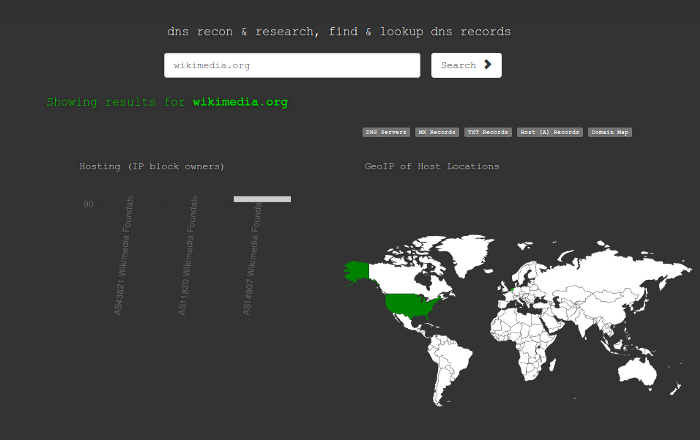 dns recon & research, find & lookup dns records
wikimedia.org
Search
Showing results for wikimedia.org
DNS Servers MX Records TXT Records Host (A) Records Domain Map
Hosting (IP block owners)
GeoIP of Host Locations
90
AS43821 Wikimedia Foundati
AS11820 Wikimedia Foundati
AS14907 Wikimedia Founda